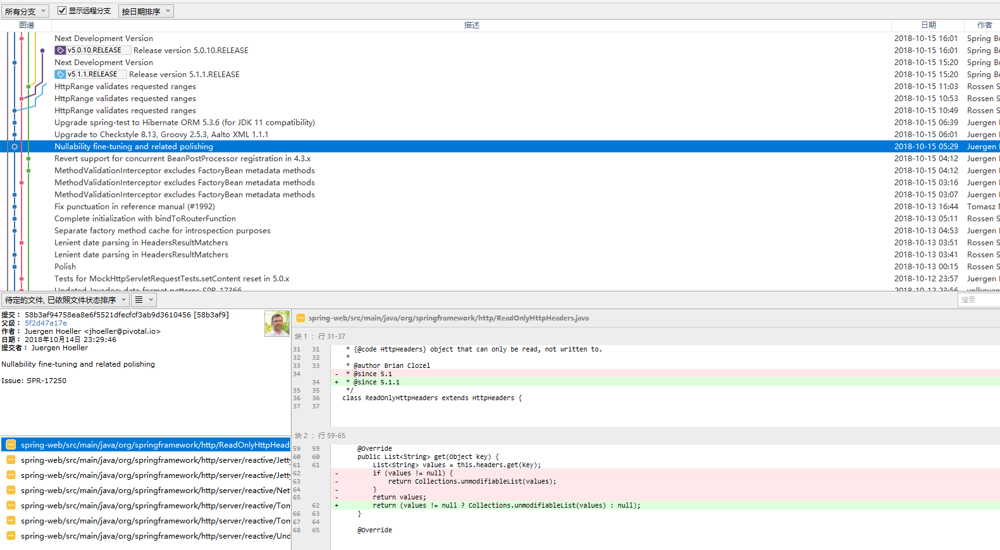 所有分支 显示远程分支 按日期排序
图谱 描述 日期 作者
Next Development Version 2018-10-15 16:01 Spring Bu
v5.0.10.RELEASE Release version 5.0.10.RELEASE 2018-10-15 16:01 Spring Bu
Next Development Version 2018-10-15 15:20 Spring Bu
v5.1.1.RELEASE Release version 5.1.1.RELEASE 2018-10-15 15:20 Spring Bu
HttpRange validates requested ranges 2018-10-15 11:03 Rossen S
HttpRange validates requested ranges 2018-10-15 10:53 Rossen S
HttpRange validates requested ranges 2018-10-15 10:49 Rossen S
Upgrade spring-test to Hibernate ORM 5.3.6 (for JDK 11 compatibility) 2018-10-15 06:39 Juergen
Upgrade to Checkstyle 8.13, Groovy 2.5.3, Aalto XML 1.1.1 2018-10-15 06:01 Juergen
Nullability fine-tuning and related polishing 2018-10-15 05:29 Juergen
Revert support for concurrent BeanPostProcessor registration in 4.3.x 2018-10-15 04:12 Juergen
MethodValidationInterceptor excludes FactoryBean metadata methods 2018-10-15 04:12 Juergen
MethodValidationInterceptor excludes FactoryBean metadata methods 2018-10-15 03:16 Juergen
MethodValidationInterceptor excludes FactoryBean metadata methods 2018-10-15 03:07 Juergen
Fix punctuation in reference manual (#1992) 2018-10-13 16:44 Tomasz
Complete initialization with bindToRouterFunction 2018-10-13 05:11 Rossen S
Separate factory method cache for introspection purposes 2018-10-13 04:53 Juergen
Lenient date parsing in HeadersResultMatchers 2018-10-13 03:51 Rossen S
Lenient date parsing in HeadersResultMatchers 2018-10-13 03:41 Rossen S
Polish 2018-10-13 00:15 Rossen S
Tests for MockHttpServletRequestTests.setContent reset in 5.0.x 2018-10-12 23:57 Juergen
Updated Javadoc: date format patterns SPR-17366 2018-10-12 23:56 volkovan
待定的文件, 已依照文件状态排序 搜索
提交： 58b3af94758ea8e6f5521dfecfcf3ab9d3610456 [58b3af9]
父级： 5f2d47a17e
作者： Juergen Hoeller <jhoeller@pivotal.io>
日期： 2018年10月14日 23:29:46
提交者： Juergen Hoeller
Nullability fine-tuning and related polishing
Issue: SPR-17250
spring-web/src/main/java/org/springframework/http/ReadOnlyHttpHead
spring-web/src/main/java/org/springframework/http/server/reactive/Jetty
spring-web/src/main/java/org/springframework/http/server/reactive/Jetty
spring-web/src/main/java/org/springframework/http/server/reactive/Net
spring-web/src/main/java/org/springframework/http/server/reactive/Tom
spring-web/src/main/java/org/springframework/http/server/reactive/Tom
spring-web/src/main/java/org/springframework/http/server/reactive/Und
spring-web/src/main/java/org/springframework/http/ReadOnlyHttpHeaders.java
块 1 ：行 31-37
31 31 * {@code HttpHeaders} object that can only be read, not written to.
32 32 *
33 33 * @author Brian Clozel
34 - * @since 5.1
34 + * @since 5.1.1
35 35 */
36 36 class ReadOnlyHttpHeaders extends HttpHeaders {
37 37
块 2 ：行 59-65
59 59 @Override
60 60 public List<String> get(Object key) {
61 61 List<String> values = this.headers.get(key);
62 - if (values != null) {
63 - return Collections.unmodifiableList(values);
64 - }
65 - return values;
62 + return (values != null ? Collections.unmodifiableList(values) : null);
66 63 }
67 64
68 65 @Override